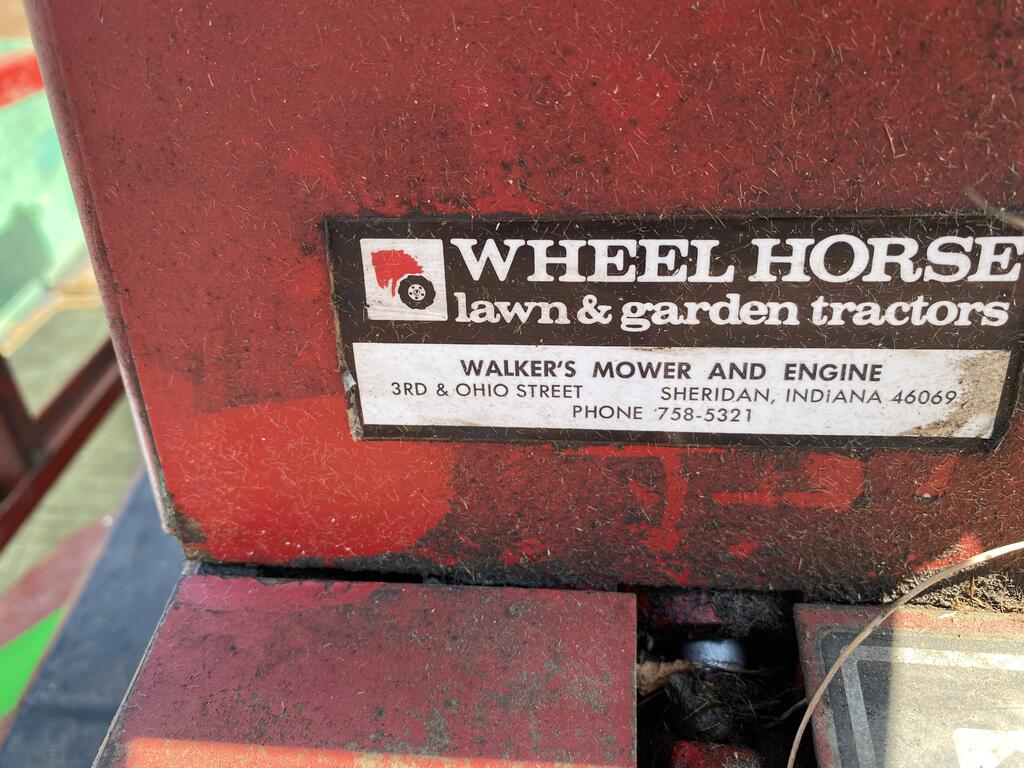 WHEEL HORSE
lawn & garden tractors
WALKER'S MOWER AND ENGINE
3RD & OHIO STREET SHERIDAN, INDIANA 46069
PHONE 758-5321